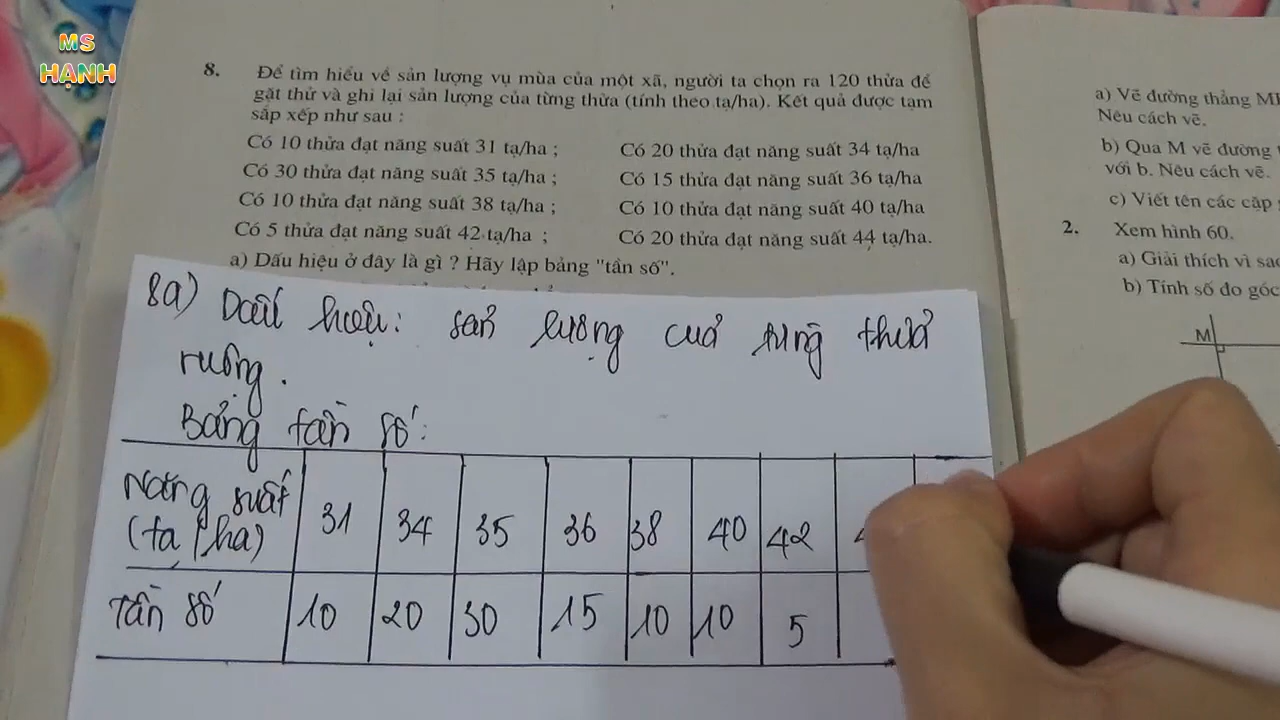 MS
HẠNH
8. Để tìm hiểu về sản lượng vụ mùa của một xã, người ta chọn ra 120 thửa để
gặt thử và ghi lại sản lượng của từng thửa (tính theo tạ/ha). Kết quả được tạm
sắp xếp như sau :
Có 10 thửa đạt năng suất 31 tạ/ha ; Có 20 thửa đạt năng suất 34 tạ/ha
Có 30 thửa đạt năng suất 35 tạ/ha ; Có 15 thửa đạt năng suất 36 tạ/ha
Có 10 thửa đạt năng suất 38 tạ/ha ; Có 10 thửa đạt năng suất 40 tạ/ha
Có 5 thửa đạt năng suất 42 tạ/ha ; Có 20 thửa đạt năng suất 44 tạ/ha.
a) Dấu hiệu ở đây là gì ? Hãy lập bảng "tần số".
8a) Dấu hiệu: sản lượng của từng thửa
ruộng.
Bảng tần số:
Năng suất
(tạ/ha) 31 34 35 36 38 40 42
Tần số 10 20 30 15 10 10 5
a) Vẽ đường thẳng
Nêu cách vẽ.
b) Qua M vẽ đường
với b. Nêu cách vẽ.
c) Viết tên các cặp
2. Xem hình 60.
a) Giải thích vì
b) Tính số đo góc
M